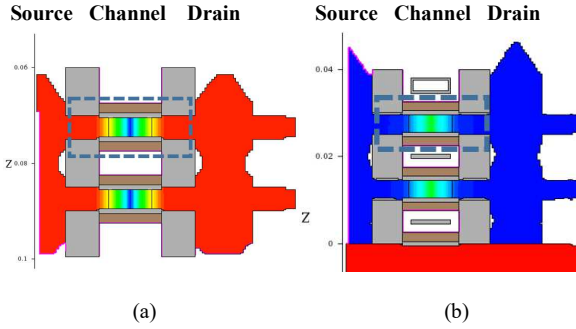 Source Channel Drain
Source Channel Drain
0.06
0.08
0.1
Z
0.04
0.02
0
Z
(a)
(b)